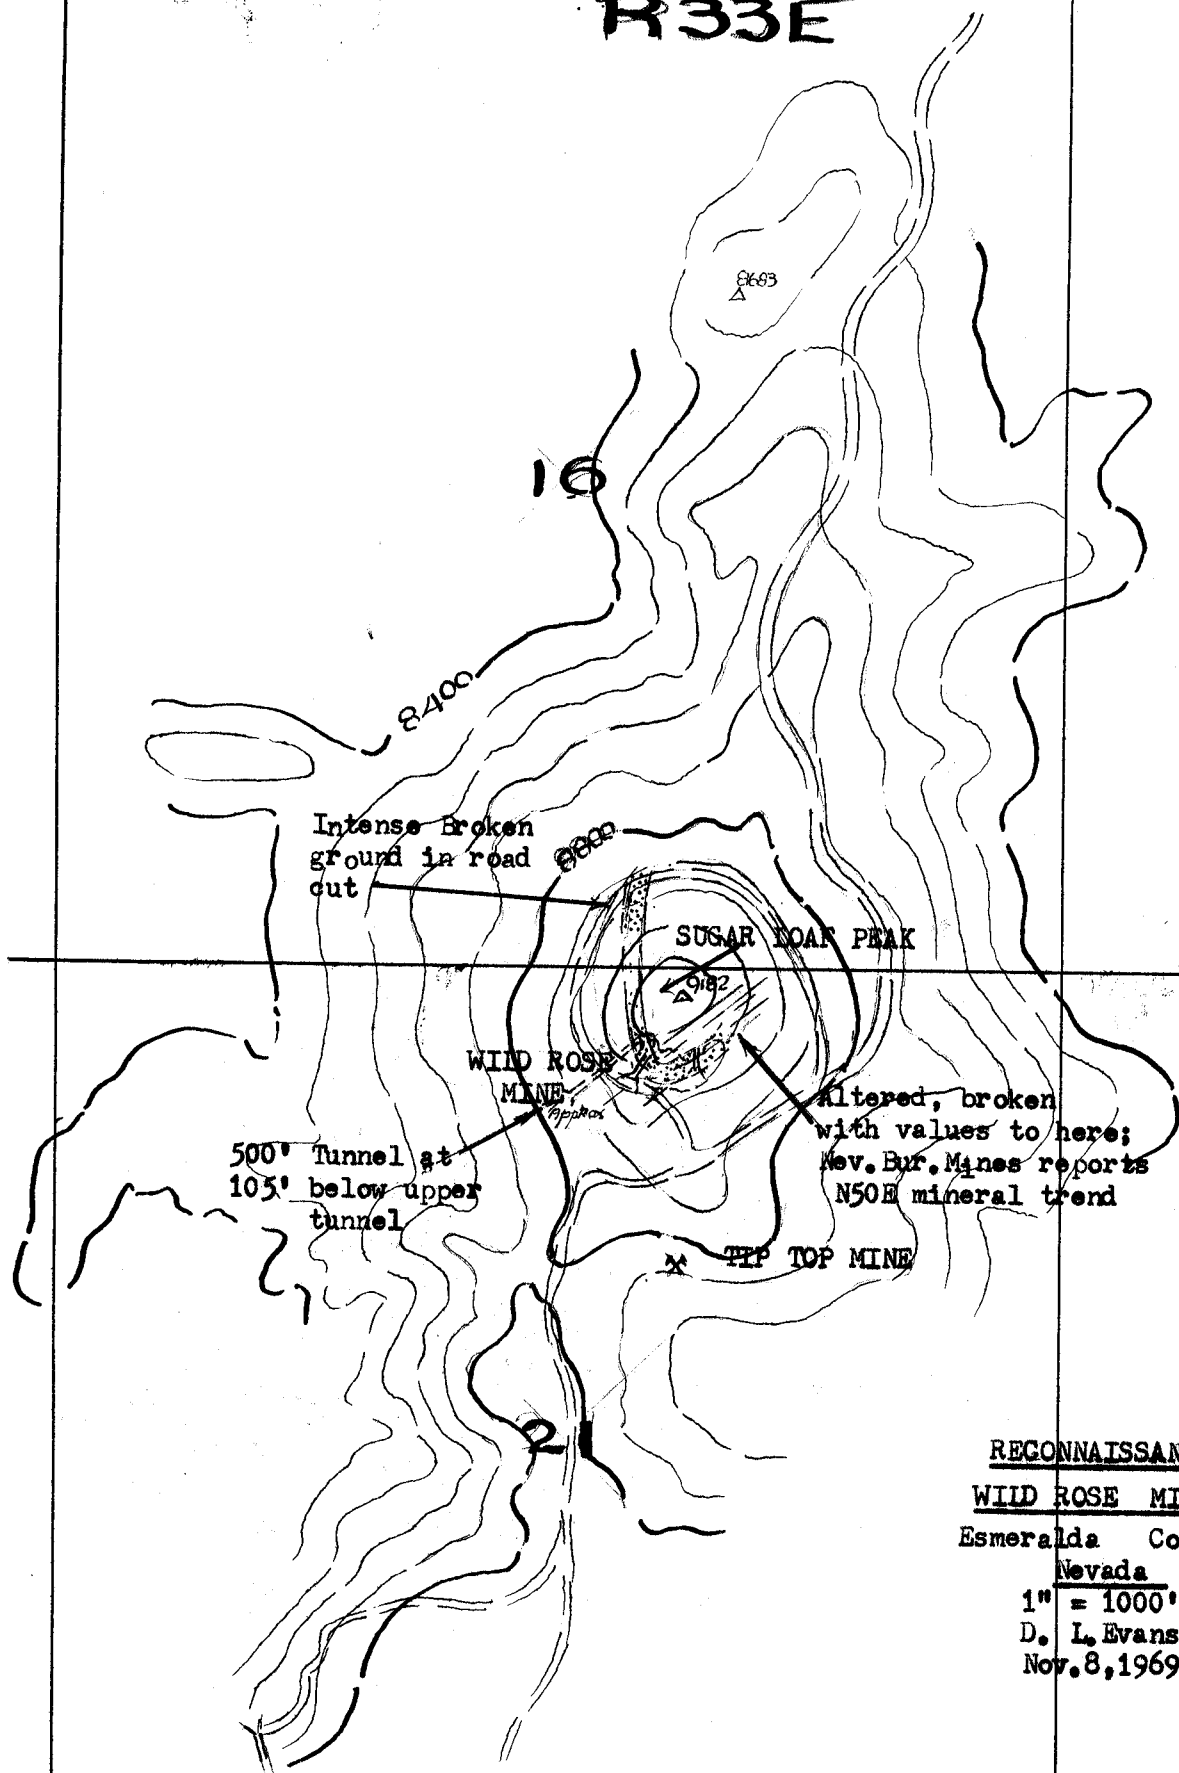 R33E
8683
16
8400
Intense Broken
ground in road
cut
8800
SUGAR LOAF PEAK
9182
WILD ROSE
MINE,
Approx
Altered, broken
with values to here;
Nev. Bur. Mines reports
N50E mineral trend
500' Tunnel at
105' below upper
tunnel
TIP TOP MINE
21
RECONNAISSAN
WILD ROSE MI
Esmeralda Co
Nevada
1" = 1000'
D. L. Evans
Nov. 8, 1969